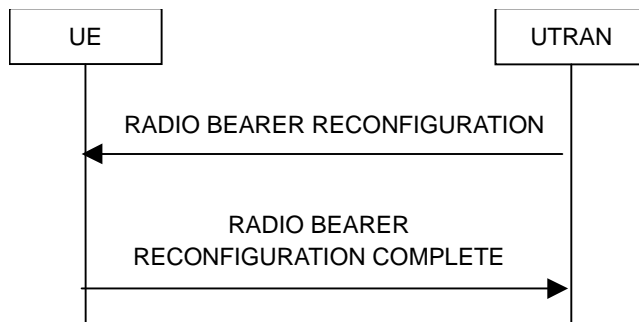 UE
UTRAN
RADIO BEARER RECONFIGURATION
RADIO BEARER
RECONFIGURATION COMPLETE